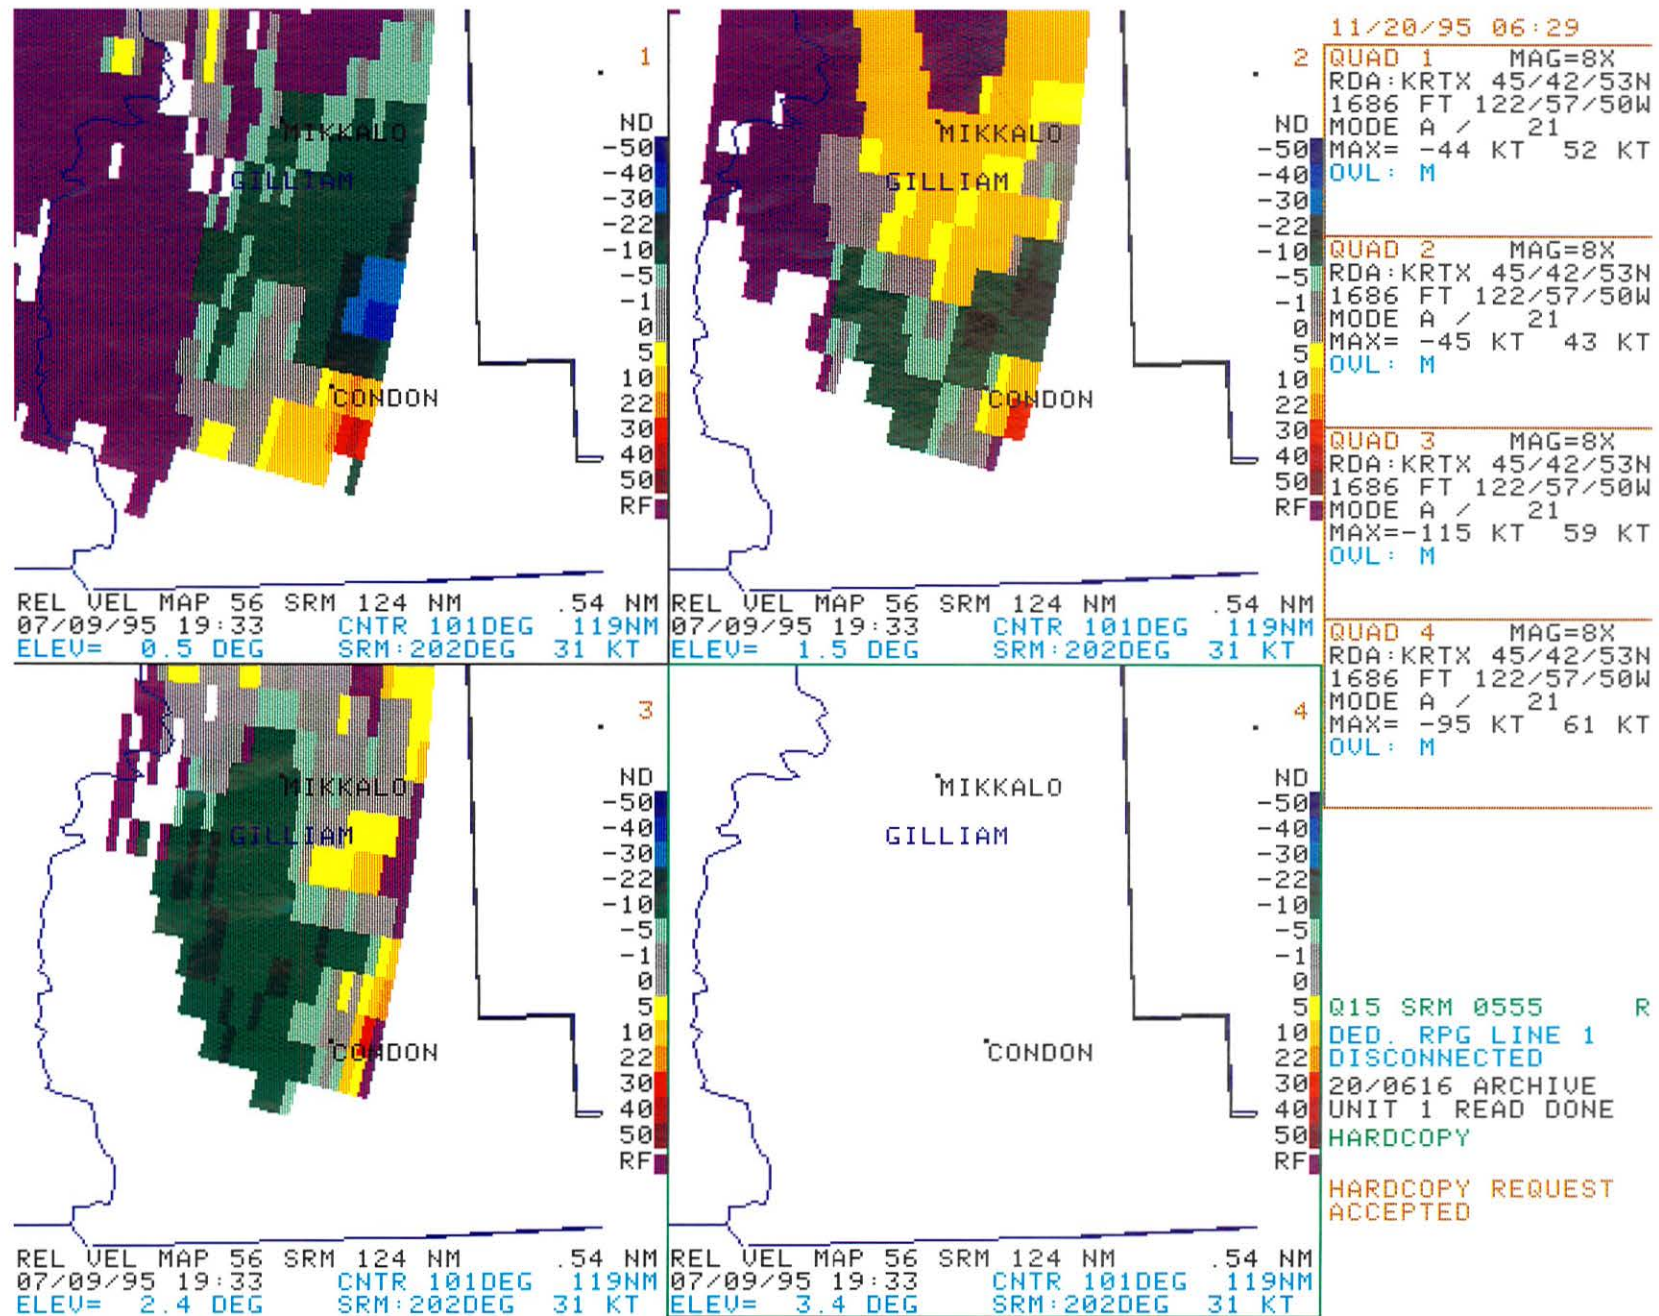 1
MIKKALO
GILLIAM
CONDON
ND
-50
-40
-30
-22
-10
-5
-1
0
5
10
22
30
40
50
RF
REL VEL MAP 56 SRM 124 NM .54 NM
07/09/95 19:33 CNTR 101DEG 119NM
ELEV= 0.5 DEG SRM:202DEG 31 KT
2
MIKKALO
GILLIAM
CONDON
ND
-50
-40
-30
-22
-10
-5
-1
0
5
10
22
30
40
50
RF
REL VEL MAP 56 SRM 124 NM .54 NM
07/09/95 19:33 CNTR 101DEG 119NM
ELEV= 1.5 DEG SRM:202DEG 31 KT
3
MIKKALO
GILLIAM
CONDON
ND
-50
-40
-30
-22
-10
-5
-1
0
5
10
22
30
40
50
RF
REL VEL MAP 56 SRM 124 NM .54 NM
07/09/95 19:33 CNTR 101DEG 119NM
ELEV= 2.4 DEG SRM:202DEG 31 KT
4
MIKKALO
GILLIAM
CONDON
ND
-50
-40
-30
-22
-10
-5
-1
0
5
10
22
30
40
50
RF
REL VEL MAP 56 SRM 124 NM .54 NM
07/09/95 19:33 CNTR 101DEG 119NM
ELEV= 3.4 DEG SRM:202DEG 31 KT
11/20/95 06:29
QUAD 1 MAG=8X
RDA:KRTX 45/42/53N
1686 FT 122/57/50W
MODE A / 21
MAX= -44 KT 52 KT
OVL: M
QUAD 2 MAG=8X
RDA:KRTX 45/42/53N
1686 FT 122/57/50W
MODE A / 21
MAX= -45 KT 43 KT
OVL: M
QUAD 3 MAG=8X
RDA:KRTX 45/42/53N
1686 FT 122/57/50W
MODE A / 21
MAX=-115 KT 59 KT
OVL: M
QUAD 4 MAG=8X
RDA:KRTX 45/42/53N
1686 FT 122/57/50W
MODE A / 21
MAX= -95 KT 61 KT
OVL: M
Q15 SRM 0555 R
DED. RPG LINE 1
DISCONNECTED
20/0616 ARCHIVE
UNIT 1 READ DONE
HARDCOPY
HARDCOPY REQUEST
ACCEPTED